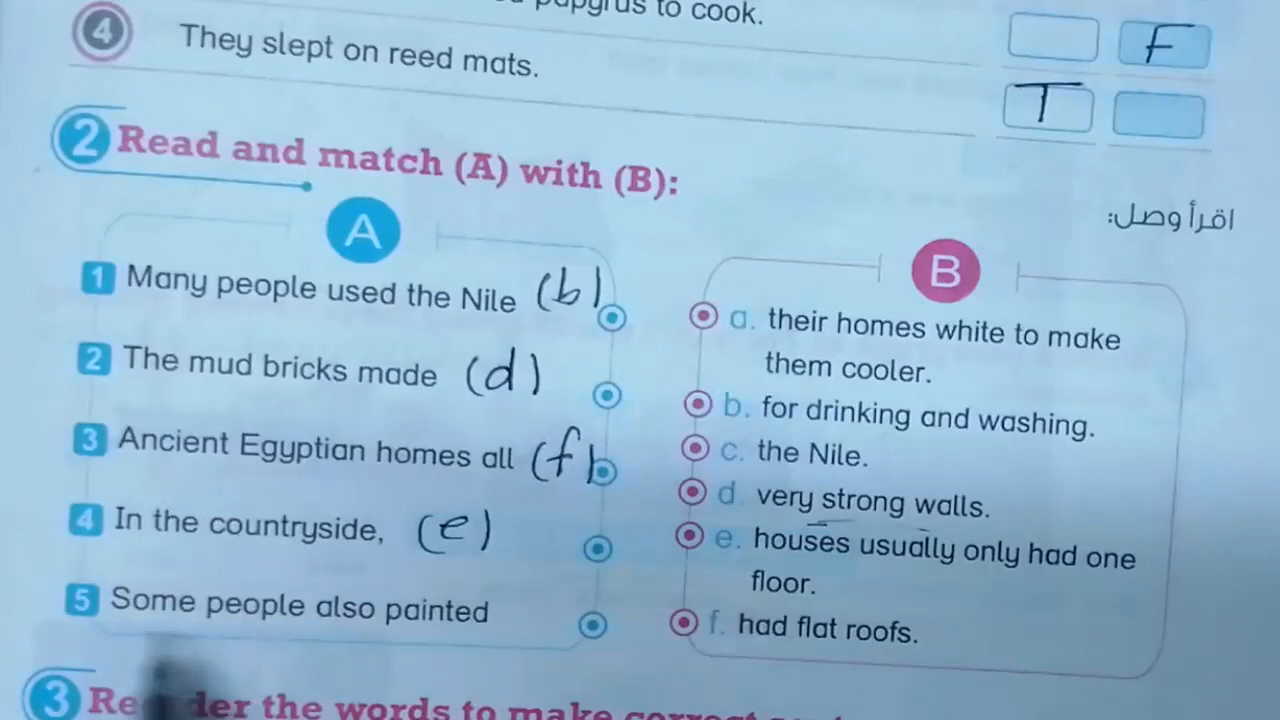 papyrus to cook.
F
4 They slept on reed mats.
T
2 Read and match (A) with (B):
اقرأ وصل:
A
1 Many people used the Nile (b)
2 The mud bricks made (d)
3 Ancient Egyptian homes all (f)
4 In the countryside, (e)
5 Some people also painted
B
a. their homes white to make
them cooler.
b. for drinking and washing.
c. the Nile.
d. very strong walls.
e. houses usually only had one
floor.
f. had flat roofs.
3 the words to make